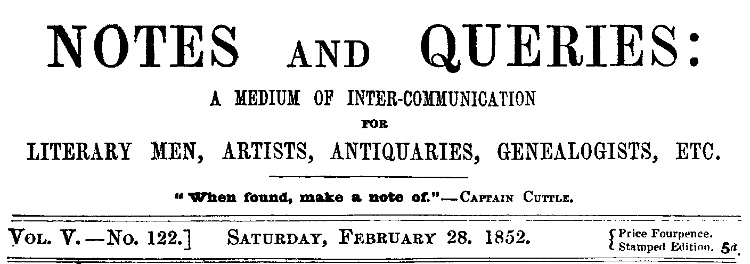 NOTES AND QUERIES:
A MEDIUM OF INTER-COMMUNICATION
FOR
LITERARY MEN, ARTISTS, ANTIQUARIES, GENEALOGISTS, ETC.
"When found, make a note of."—CAPTAIN CUTTLE.
VOL. V.—No. 122.] SATURDAY, FEBRUARY 28. 1852. { Price Fourpence.
Stamped Edition, 5d.